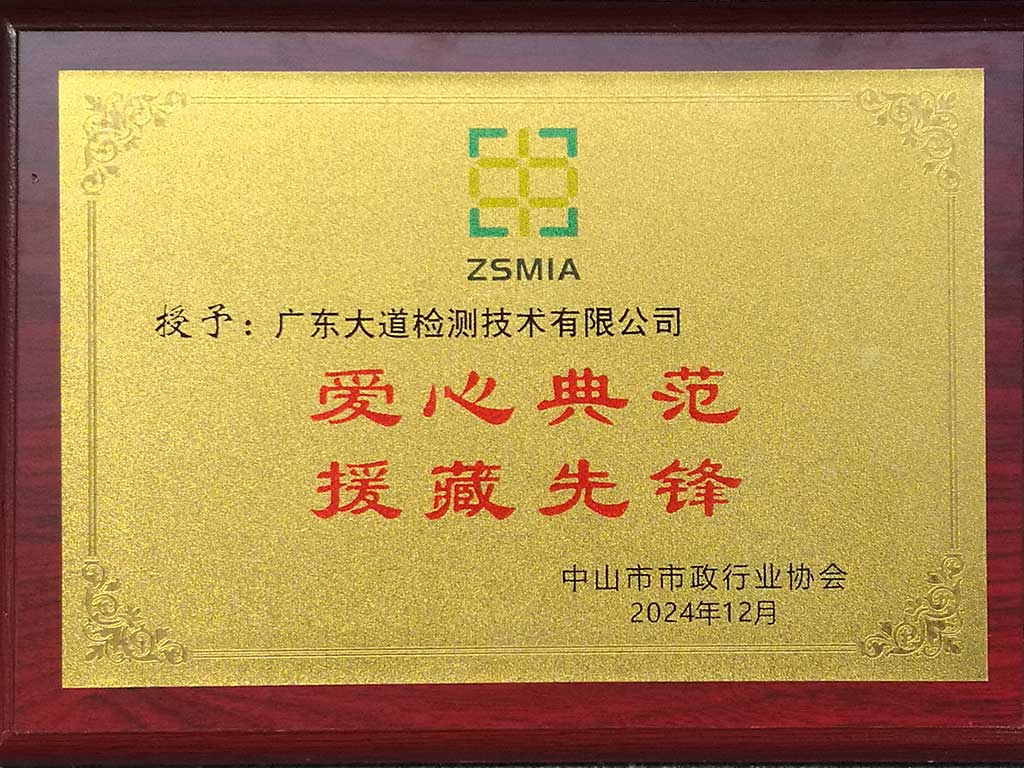 ZSMIA
授予：广东大道检测技术有限公司
爱心典范
援藏先锋
中山市市政行业协会
2024年12月